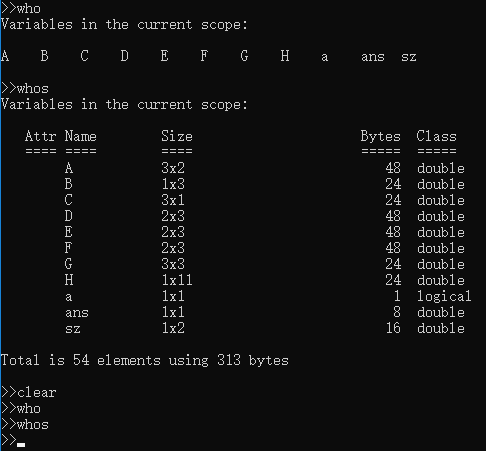 >>who
Variables in the current scope:
A B C D E F G H a ans sz
>>whos
Variables in the current scope:
Attr Name Size Bytes Class
==== ==== ==== ===== =====
A 3x2 48 double
B 1x3 24 double
C 3x1 24 double
D 2x3 48 double
E 2x3 48 double
F 2x3 48 double
G 3x3 24 double
H 1x11 24 double
a 1x1 1 logical
ans 1x1 8 double
sz 1x2 16 double
Total is 54 elements using 313 bytes
>>clear
>>who
>>whos
>>